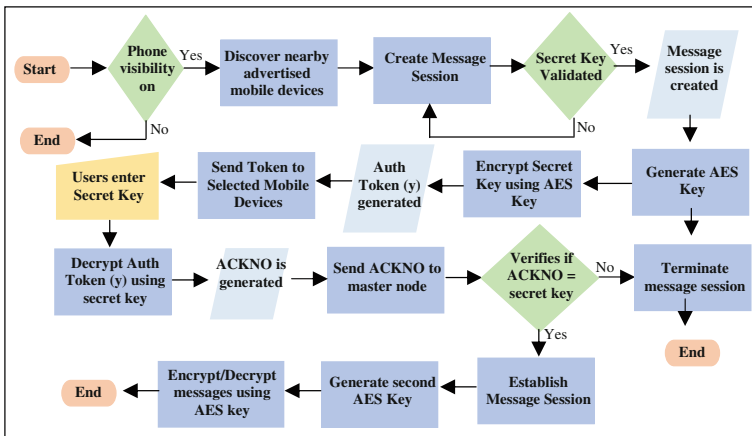 Start
Phone
visibility
on
Yes
No
End
Discover nearby
advertised
mobile devices
Create Message
Session
Secret Key
Validated
Yes
No
Message
session is
created
Generate AES
Key
Encrypt Secret
Key using AES
Key
Auth
Token (y)
generated
Send Token to
Selected Mobile
Devices
Users enter
Secret Key
Decrypt Auth
Token (y) using
secret key
ACKNO is
generated
Send ACKNO to
master node
Verifies if
ACKNO =
secret key
No
Yes
Terminate
message session
End
Establish
Message Session
Generate second
AES Key
Encrypt/Decrypt
messages using
AES key
End